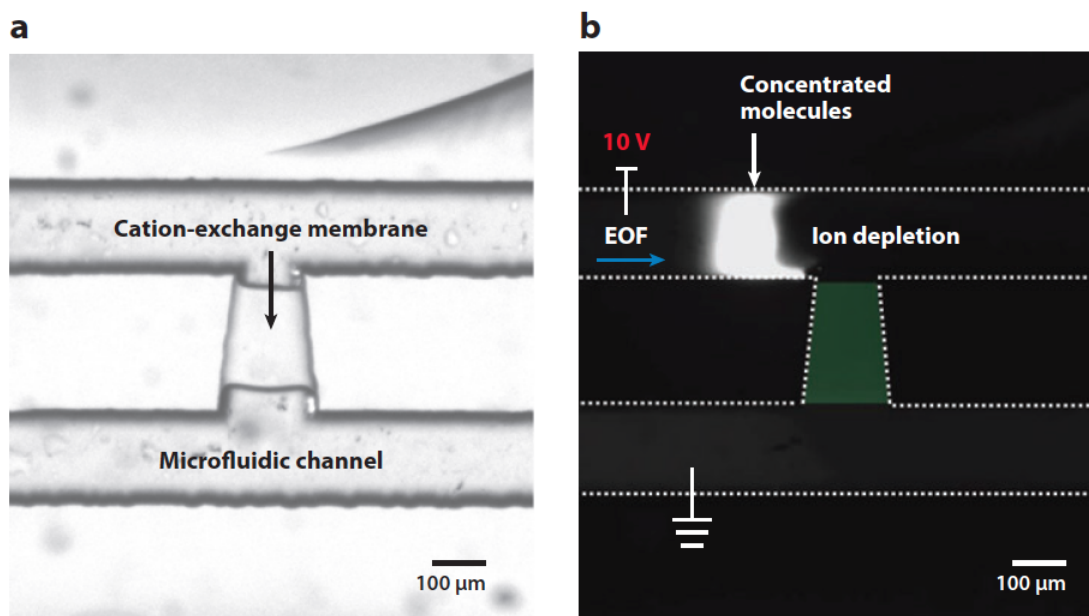 a
Cation-exchange membrane
Microfluidic channel
100 µm
b
Concentrated
molecules
10 V
EOF
Ion depletion
100 µm